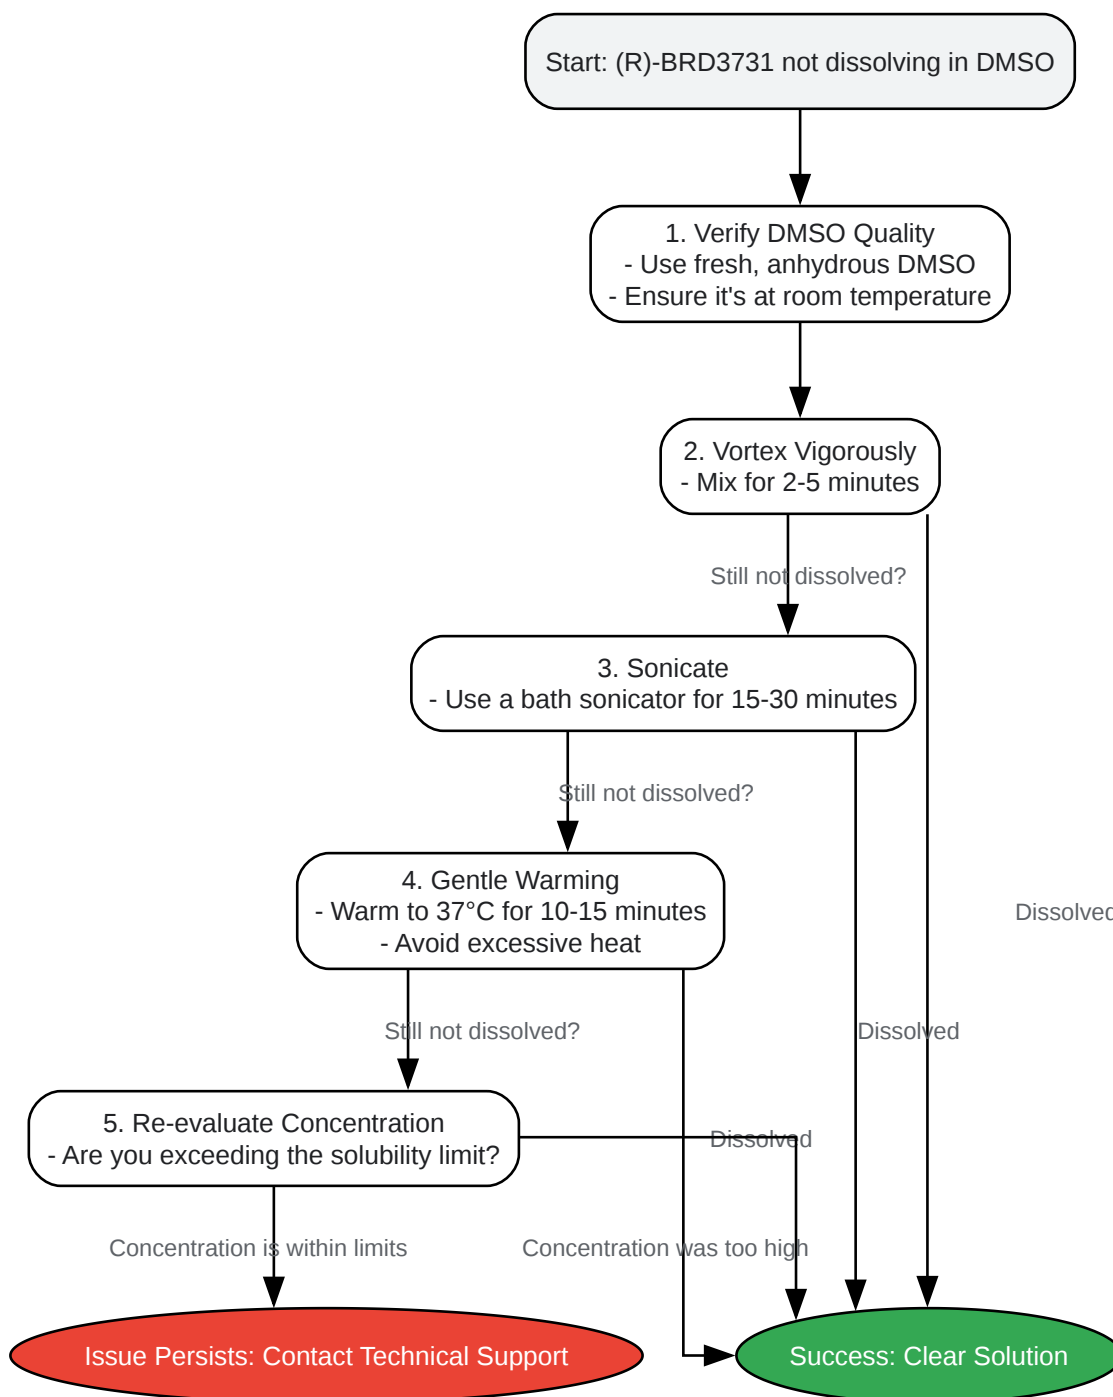 Start: (R)-BRD3731 not dissolving in DMSO
1. Verify DMSO Quality
- Use fresh, anhydrous DMSO
- Ensure it's at room temperature
2. Vortex Vigorously
- Mix for 2-5 minutes
Still not dissolved?
3. Sonicate
- Use a bath sonicator for 15-30 minutes
Still not dissolved?
4. Gentle Warming
- Warm to 37°C for 10-15 minutes
- Avoid excessive heat
Dissolved
Still not dissolved?
Dissolved
5. Re-evaluate Concentration
- Are you exceeding the solubility limit?
Dissolved
Concentration is within limits
Concentration was too high
Issue Persists: Contact Technical Support
Success: Clear Solution